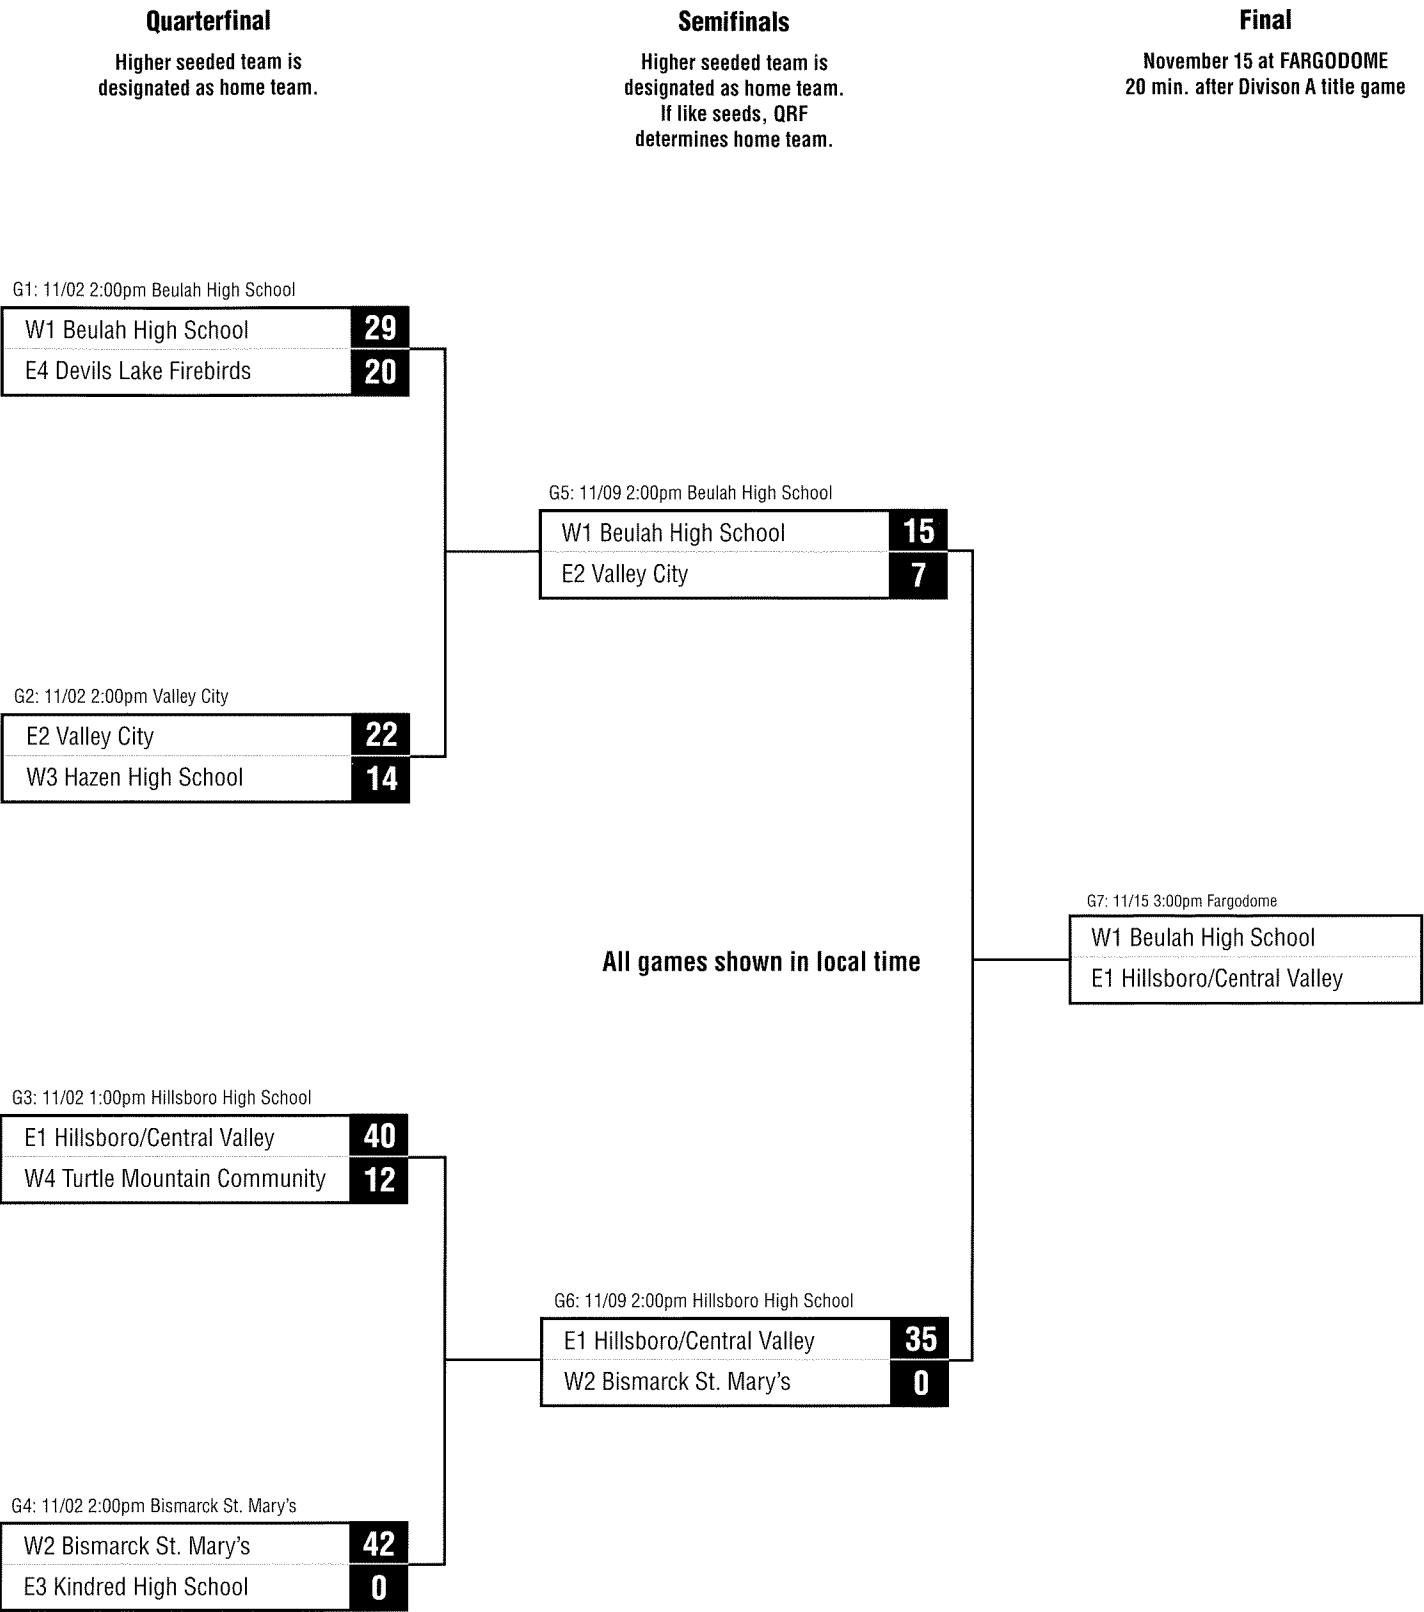 Quarterfinal
Higher seeded team is
designated as home team.
Semifinals
Higher seeded team is
designated as home team.
If like seeds, QRF
determines home team.
Final
November 15 at FARGODOME
20 min. after Divison A title game
G1: 11/02 2:00pm Beulah High School
W1 Beulah High School 29
E4 Devils Lake Firebirds 20
G5: 11/09 2:00pm Beulah High School
W1 Beulah High School 15
E2 Valley City 7
G2: 11/02 2:00pm Valley City
E2 Valley City 22
W3 Hazen High School 14
G7: 11/15 3:00pm Fargodome
W1 Beulah High School
E1 Hillsboro/Central Valley
All games shown in local time
G3: 11/02 1:00pm Hillsboro High School
E1 Hillsboro/Central Valley 40
W4 Turtle Mountain Community 12
G6: 11/09 2:00pm Hillsboro High School
E1 Hillsboro/Central Valley 35
W2 Bismarck St. Mary's 0
G4: 11/02 2:00pm Bismarck St. Mary's
W2 Bismarck St. Mary's 42
E3 Kindred High School 0